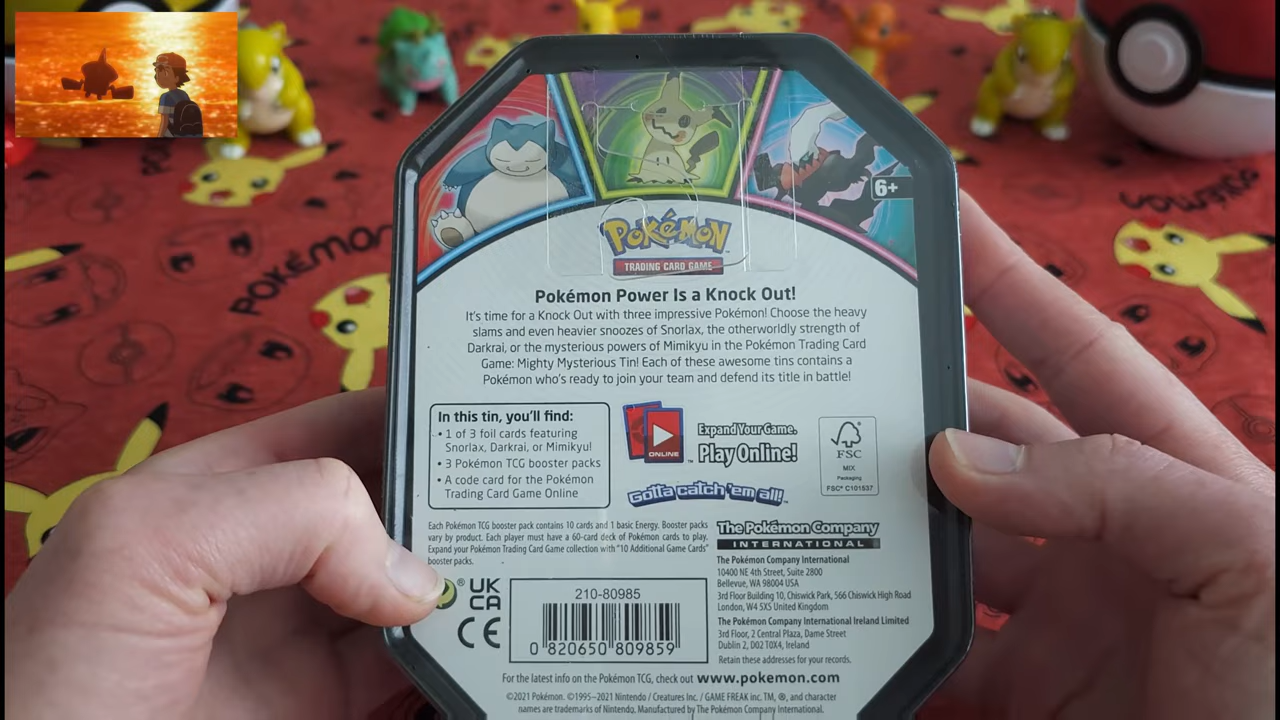 6+
POKÉMON
TRADING CARD GAME
Pokémon Power Is a Knock Out!
It's time for a Knock Out with three impressive Pokémon! Choose the heavy
slams and even heavier snoozes of Snorlax, the otherworldly strength of
Darkrai, or the mysterious powers of Mimikyu in the Pokémon Trading Card
Game: Mighty Mysterious Tin! Each of these awesome tins contains a
Pokémon who's ready to join your team and defend its title in battle!
In this tin, you'll find:
• 1 of 3 foil cards featuring
Snorlax, Darkrai, or Mimikyu!
• 3 Pokémon TCG booster packs
• A code card for the Pokémon
Trading Card Game Online
ONLINE
™
Expand Your Game.
Play Online!
FSC
MIX
Packaging
FSC® C101537
Gotta catch 'em all!™
Each Pokémon TCG booster pack contains 10 cards and 1 basic Energy. Booster packs
vary by product. Each player must have a 60-card deck of Pokémon cards to play.
Expand your Pokémon Trading Card Game collection with "10 Additional Game Cards"
booster packs.
The Pokémon Company
INTERNATIONAL
The Pokémon Company International
10400 NE 4th Street, Suite 2800
Bellevue, WA 98004 USA
3rd Floor Building 10, Chiswick Park, 566 Chiswick High Road
London, W4 5XS United Kingdom
The Pokémon Company International Ireland Limited
3rd Floor, 2 Central Plaza, Dame Street
Dublin 2, D02 T0X4, Ireland
Retain these addresses for your records.
®
UK
CA
CE
210-80985
0 820650 809859
For the latest info on the Pokémon TCG, check out www.pokemon.com
©2021 Pokémon. ©1995–2021 Nintendo / Creatures Inc. / GAME FREAK inc. TM, ®, and character
names are trademarks of Nintendo. Manufactured by The Pokémon Company International.
POKÉMON